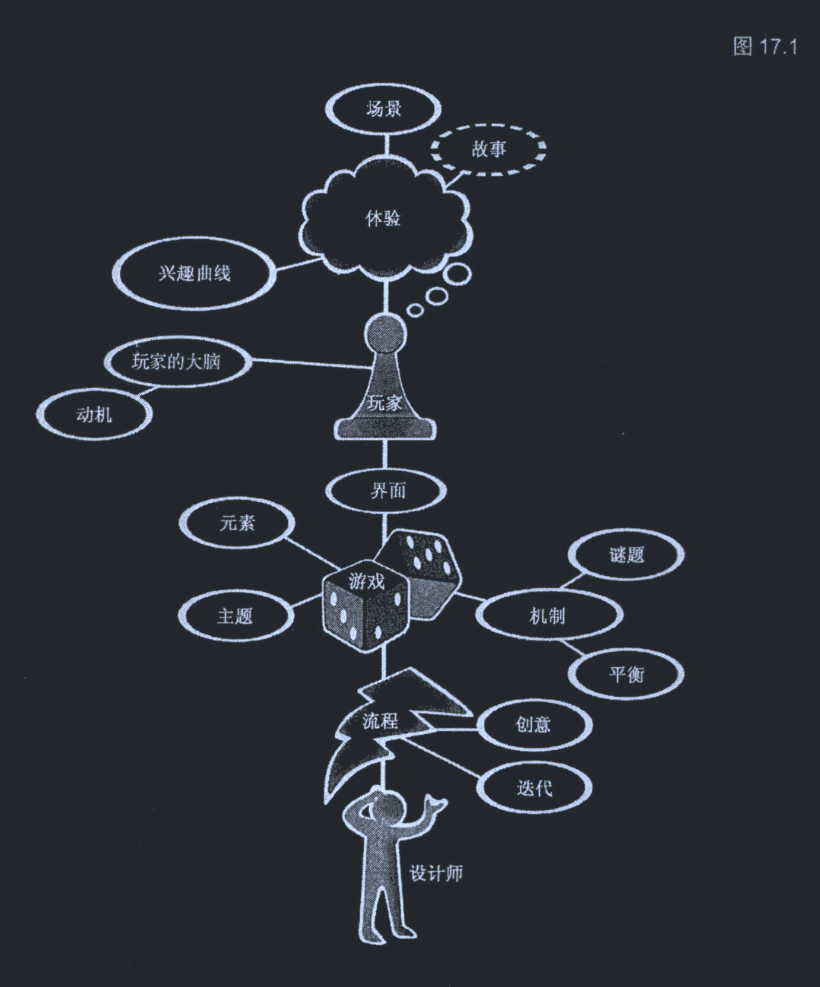 图 17.1
场景
故事
体验
兴趣曲线
玩家的大脑
动机
玩家
界面
元素
谜题
游戏
主题
机制
平衡
流程
创意
迭代
设计师